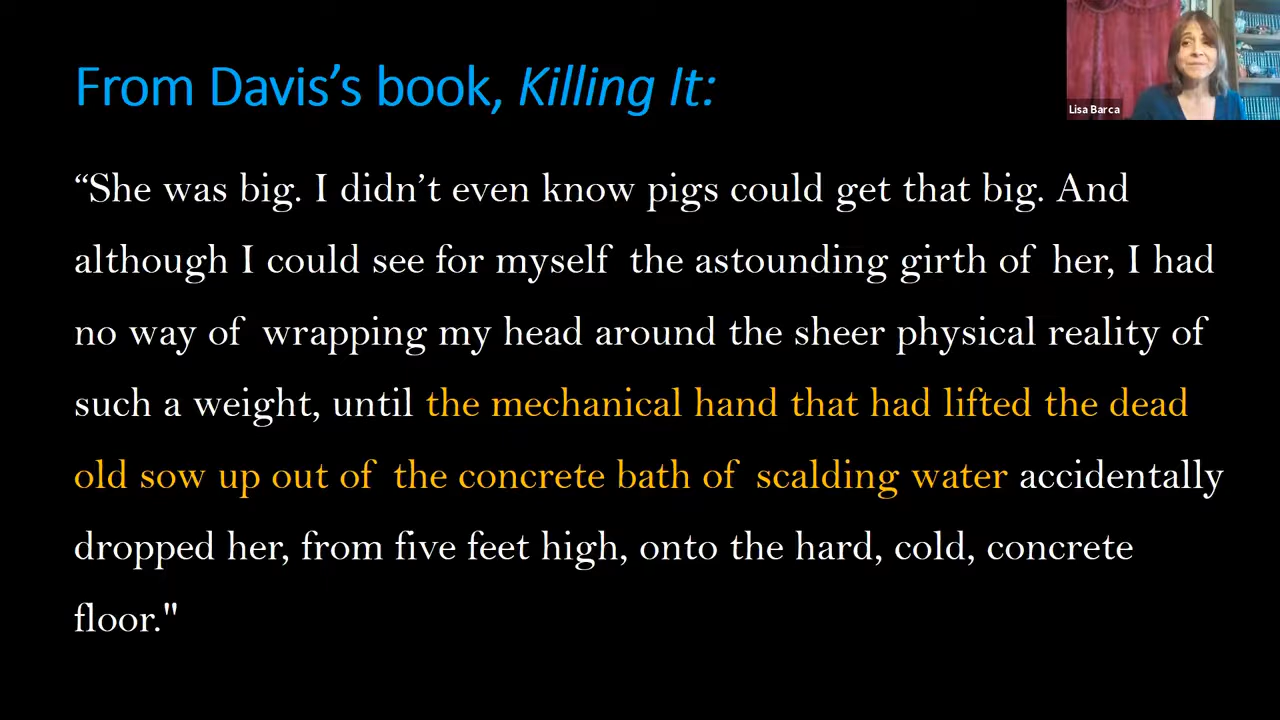 From Davis's book, Killing It:
Lisa Barca
“She was big. I didn’t even know pigs could get that big. And
although I could see for myself the astounding girth of her, I had
no way of wrapping my head around the sheer physical reality of
such a weight, until the mechanical hand that had lifted the dead
old sow up out of the concrete bath of scalding water accidentally
dropped her, from five feet high, onto the hard, cold, concrete
floor."